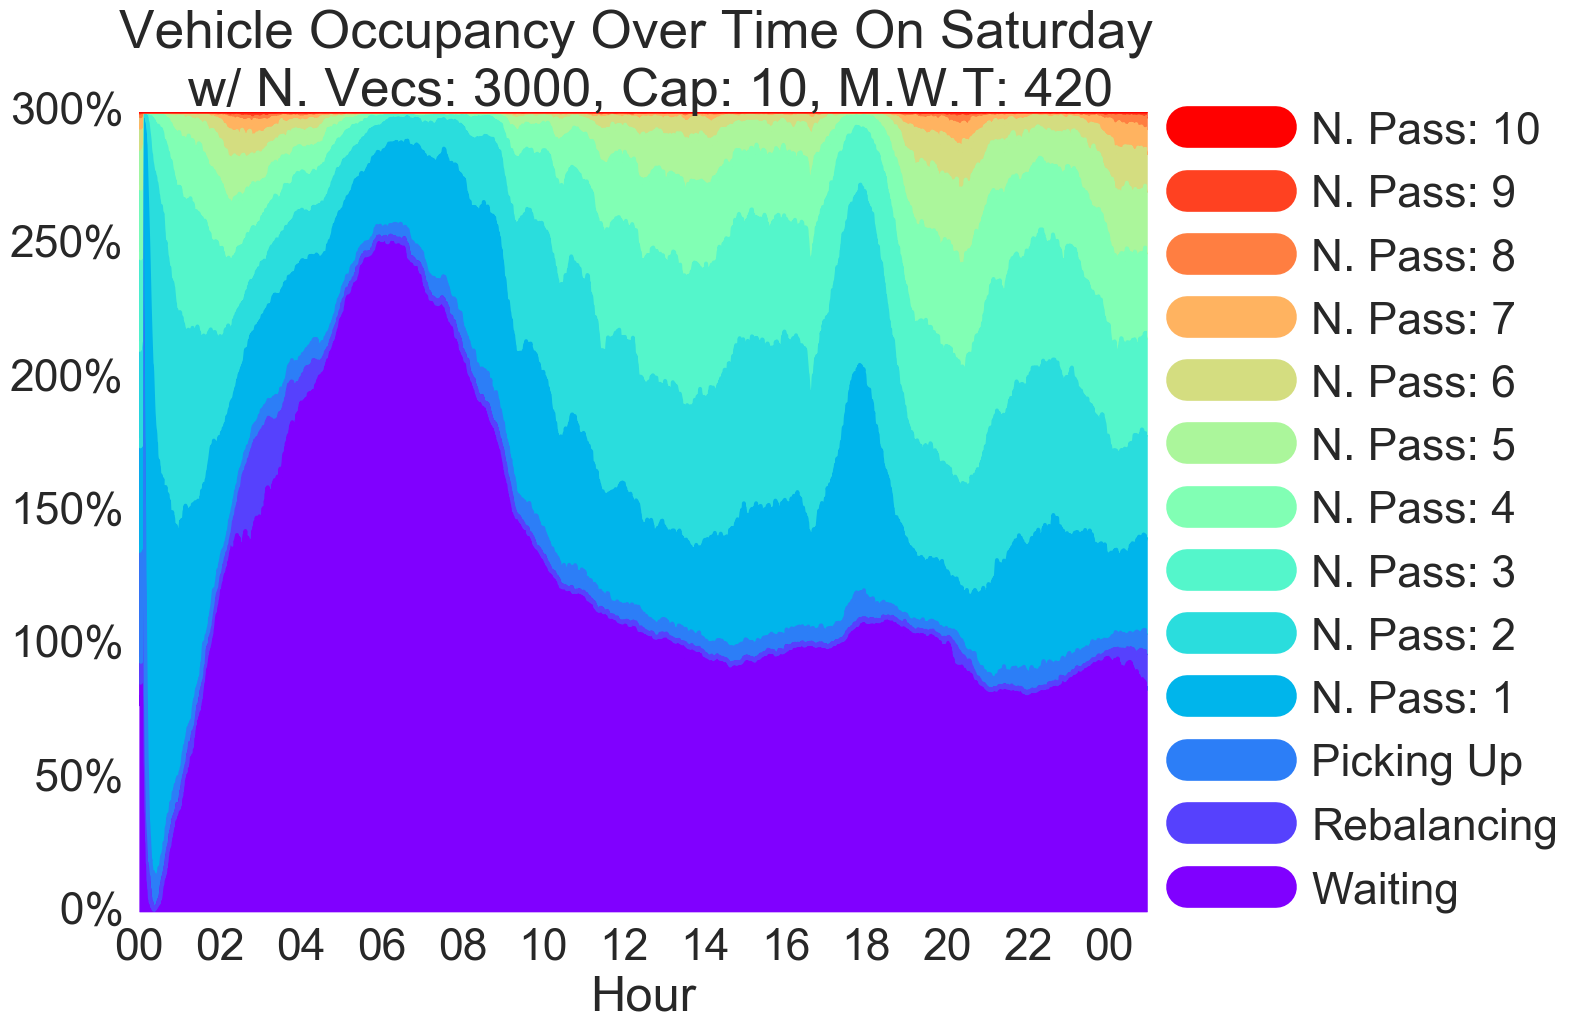 Vehicle Occupancy Over Time On Saturday
w/ N. Vecs: 3000, Cap: 10, M.W.T: 420
300%
250%
200%
150%
100%
50%
0%
00 02 04 06 08 10 12 14 16 18 20 22 00
Hour
N. Pass: 10
N. Pass: 9
N. Pass: 8
N. Pass: 7
N. Pass: 6
N. Pass: 5
N. Pass: 4
N. Pass: 3
N. Pass: 2
N. Pass: 1
Picking Up
Rebalancing
Waiting